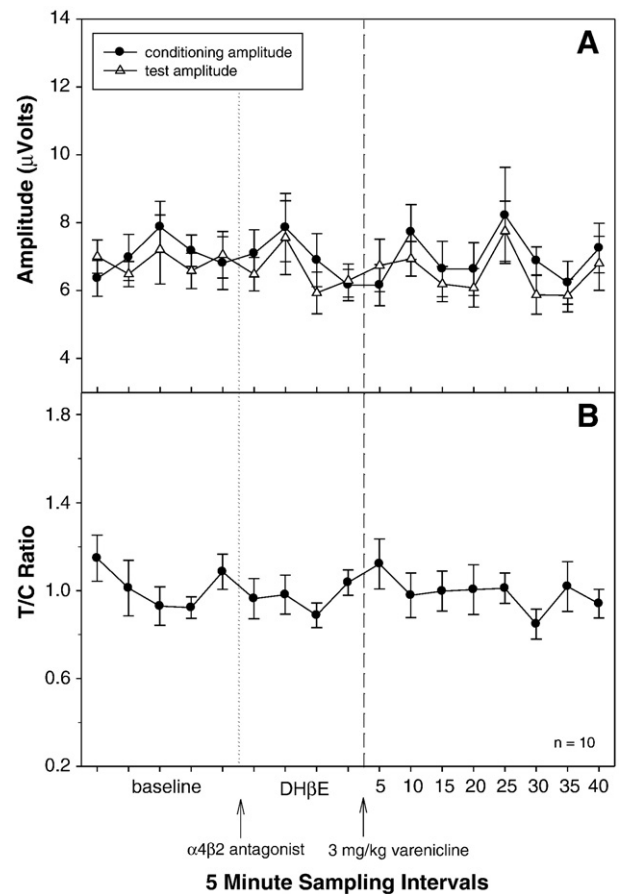 A
conditioning amplitude
test amplitude
14
12
10
8
6
4
Amplitude (μVolts)
B
1.8
1.4
1.0
0.6
0.2
T/C Ratio
n = 10
baseline DHβE 5 10 15 20 25 30 35 40
α4β2 antagonist 3 mg/kg varenicline
5 Minute Sampling Intervals